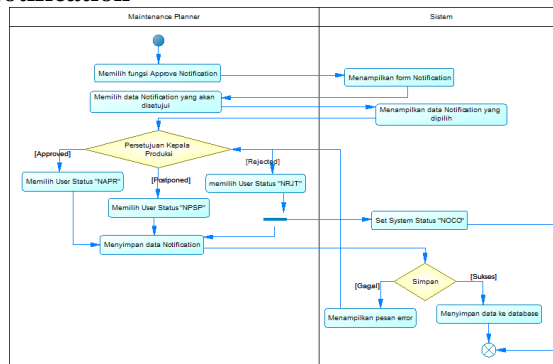 Maintenance Planner
Sistem
Memilih fungsi Approve Notification
Menampilkan form Notification
Memilih data Notification yang akan
disetujui
Menampilkan data Notification yang
dipilih
Persetujuan Kepala
Produksi
[Approved]
[Postponed]
[Rejected]
Memilih User Status "NAPR"
memilih User Status "NRJT"
Memilih User Status "NPSP"
Set System Status "NOCO"
Menyimpan data Notification
Simpan
[Gagal]
[Sukses]
Menampilkan pesan error
Menyimpan data ke database